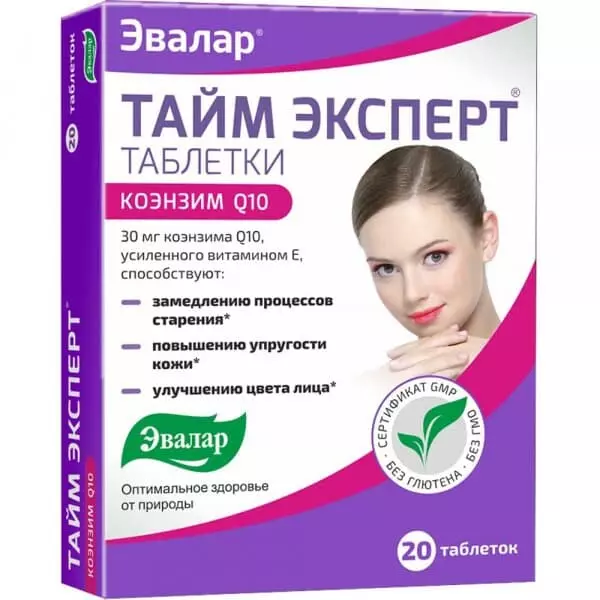 Эвалар®
ТАЙМ ЭКСПЕРТ®
ТАБЛЕТКИ
КОЭНЗИМ Q10
30 мг коэнзима Q10,
усиленного витамином Е,
способствуют:
замедлению процессов
старения*
повышению упругости
кожи*
улучшению цвета лица*
Эвалар
Оптимальное здоровье
от природы
СЕРТИФИКАТ GMP
БЕЗ ГЛЮТЕНА • БЕЗ ГМО
20 таблеток
20 таблеток
Эвалар
ТАЙМ ЭКСПЕРТ®
КОЭНЗИМ Q10